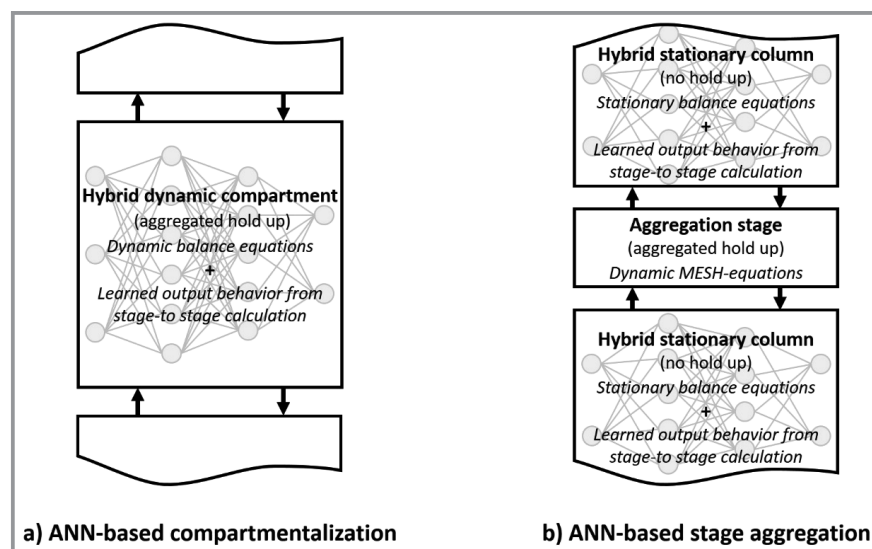 Hybrid dynamic compartment
(aggregated hold up)
Dynamic balance equations
+
Learned output behavior from
stage-to stage calculation
a) ANN-based compartmentalization
Hybrid stationary column
(no hold up)
Stationary balance equations
+
Learned output behavior from
stage-to stage calculation
Aggregation stage
(aggregated hold up)
Dynamic MESH-equations
Hybrid stationary column
(no hold up)
Stationary balance equations
+
Learned output behavior from
stage-to stage calculation
b) ANN-based stage aggregation